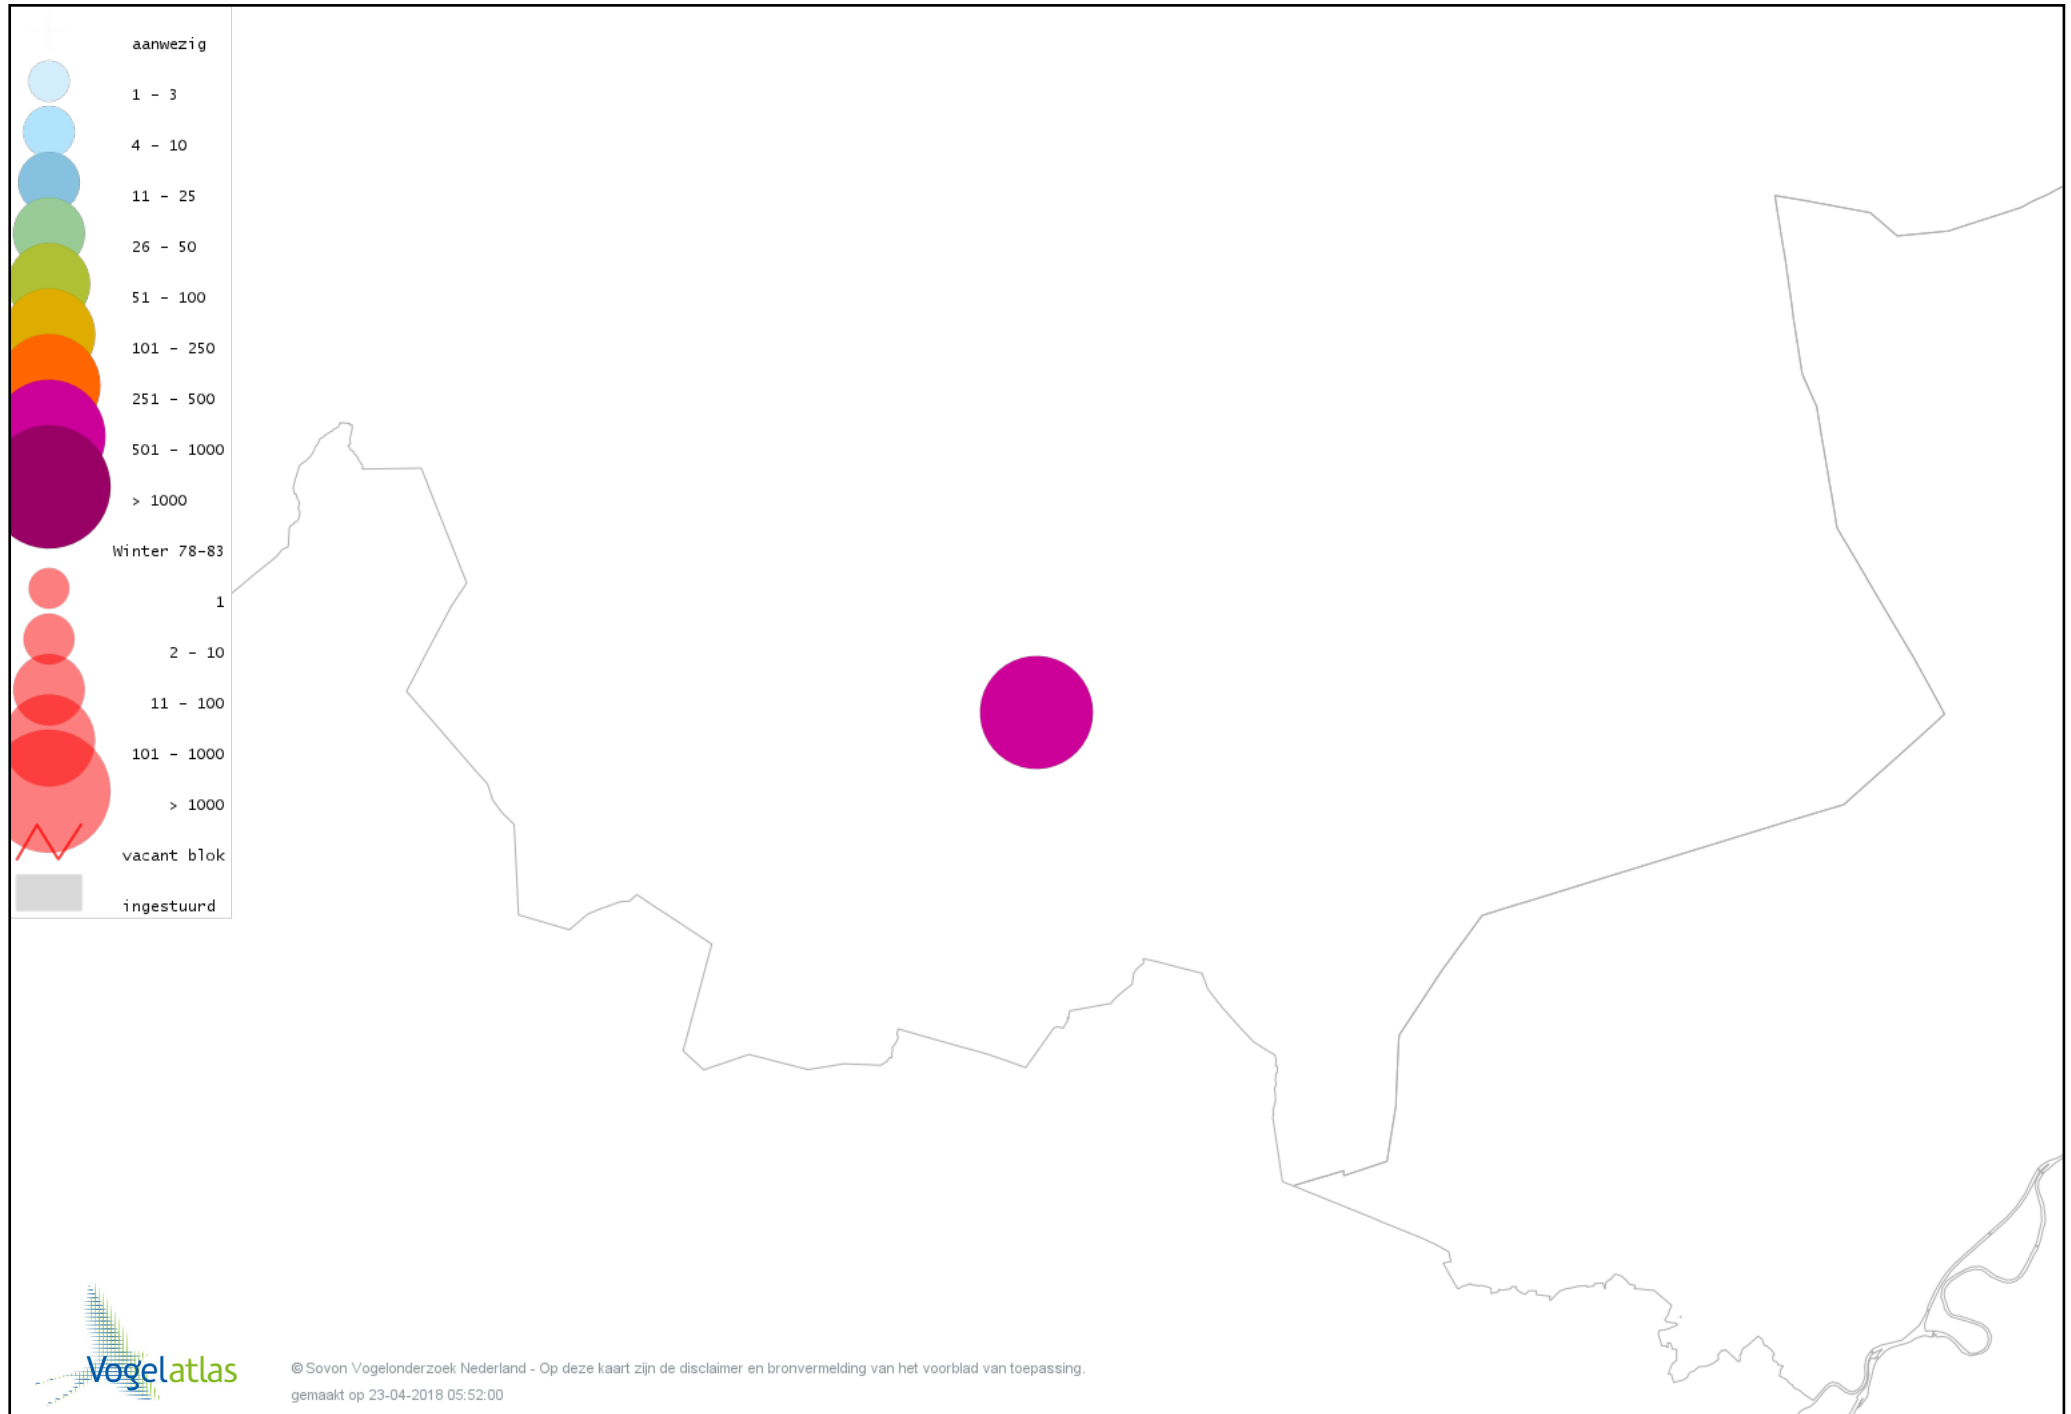 aanwezig
1 - 3
4 - 10
11 - 25
26 - 50
51 - 100
101 - 250
251 - 500
501 - 1000
> 1000
Winter 78-83
1
2 - 10
11 - 100
101 - 1000
> 1000
vacant blok
ingestuurd
Vogelatlas
© Sovon Vogelonderzoek Nederland - Op deze kaart zijn de disclaimer en bronvermelding van het voorblad van toepassing.
gemaakt op 23-04-2018 05:52:00